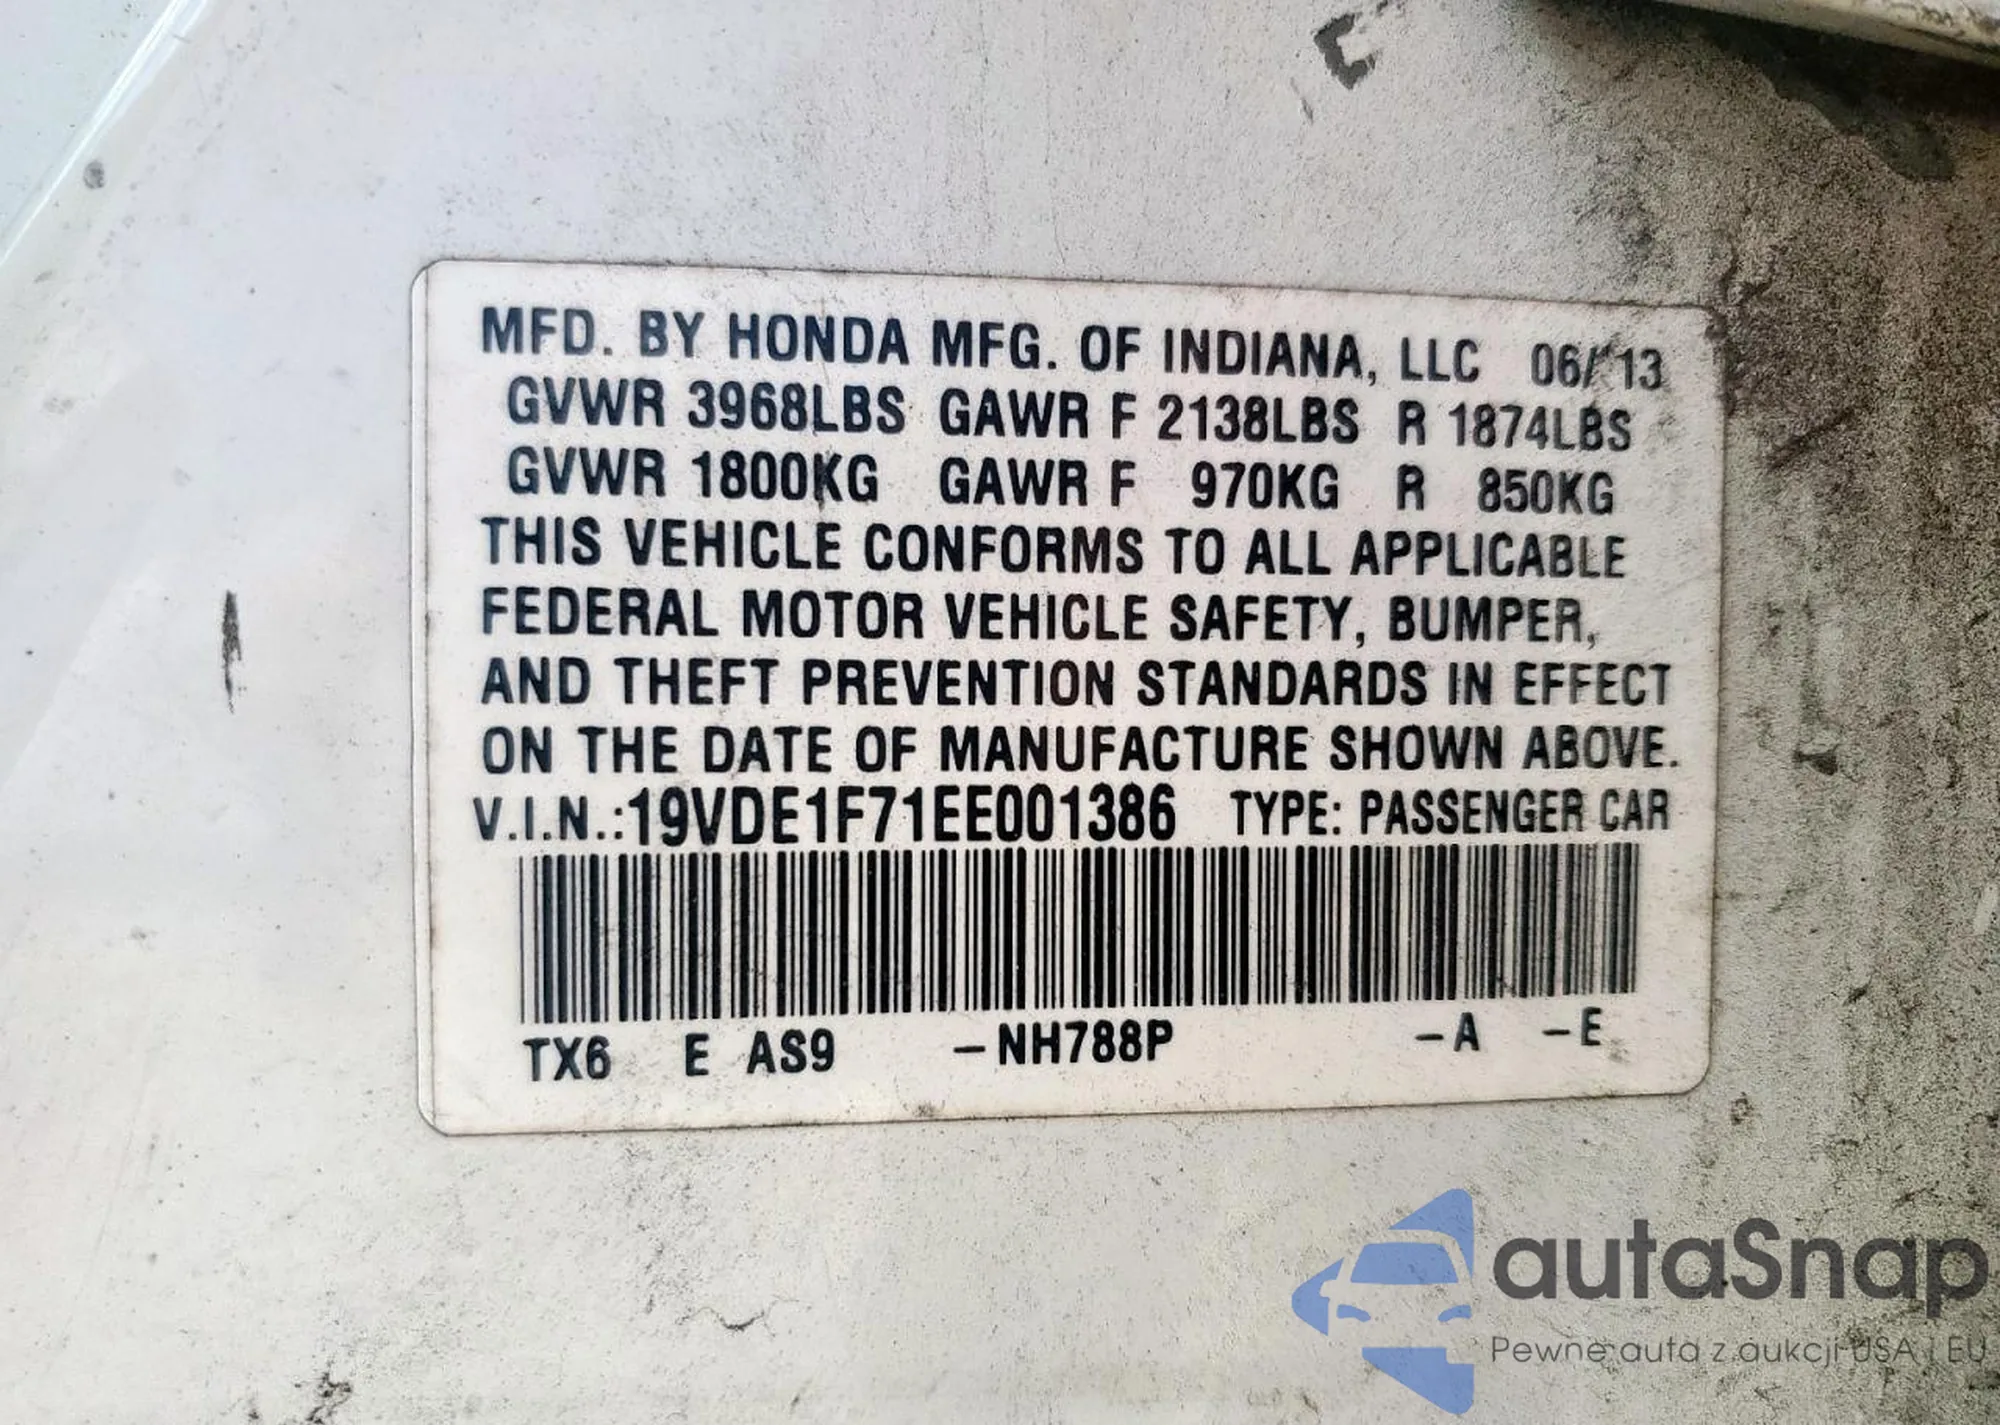 MFD. BY HONDA MFG. OF INDIANA, LLC 06/13
GVWR 3968LBS GAWR F 2138LBS R 1874LBS
GVWR 1800KG GAWR F 970KG R 850KG
THIS VEHICLE CONFORMS TO ALL APPLICABLE
FEDERAL MOTOR VEHICLE SAFETY, BUMPER,
AND THEFT PREVENTION STANDARDS IN EFFECT
ON THE DATE OF MANUFACTURE SHOWN ABOVE.
V.I.N.:19VDE1F71EE001386 TYPE: PASSENGER CAR
TX6 E AS9 –NH788P –A –E
autaSnap
Pewne auta z aukcji USA | EU